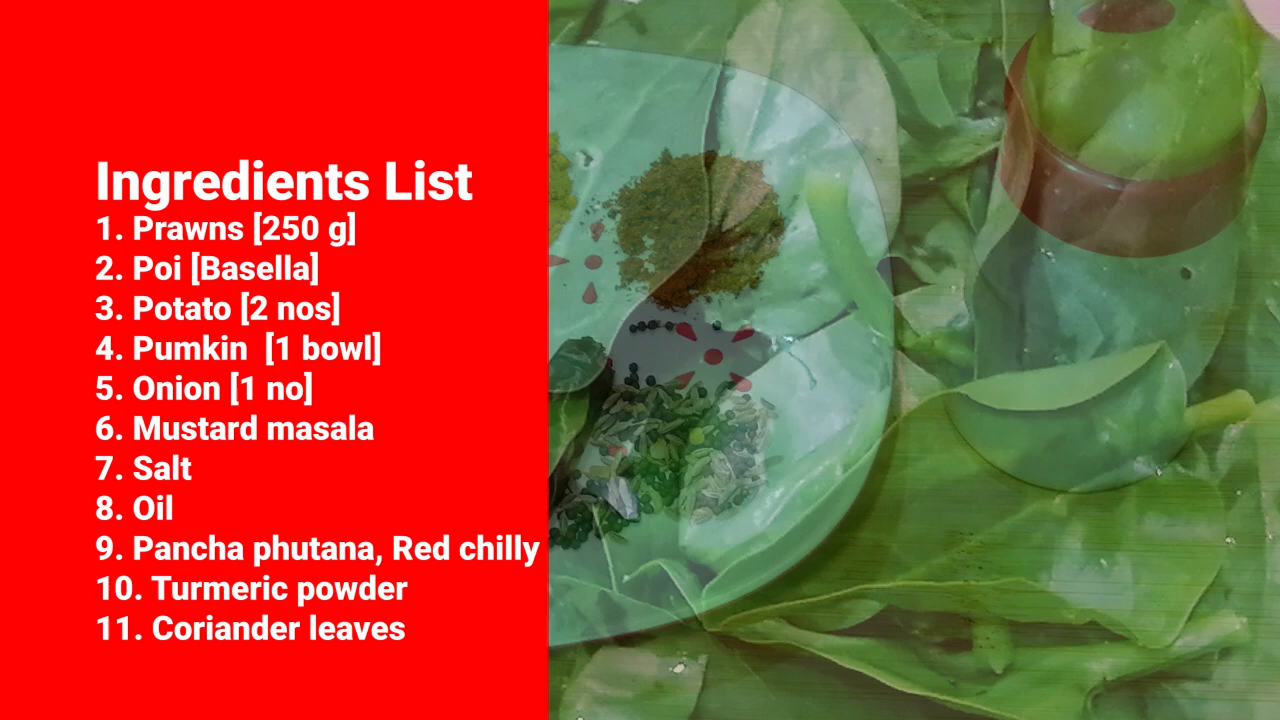 Ingredients List
1. Prawns [250 g]
2. Poi [Basella]
3. Potato [2 nos]
4. Pumkin  [1 bowl]
5. Onion [1 no]
6. Mustard masala
7. Salt
8. Oil
9. Pancha phutana, Red chilly
10. Turmeric powder
11. Coriander leaves